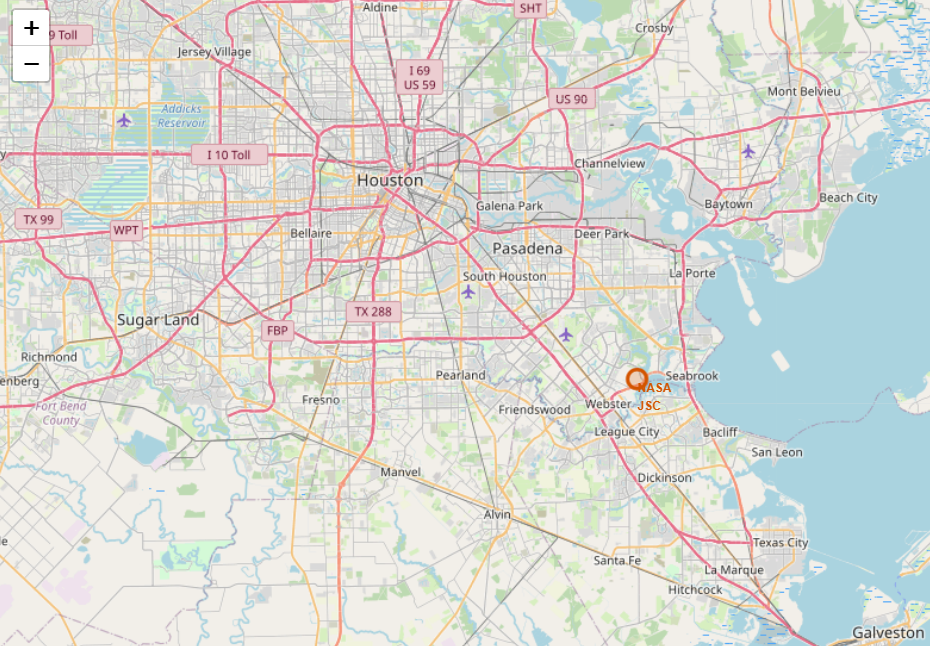 Aldine
SHT
Crosby
9 Toll
Jersey Village
I 69
US 59
US 90
Mont Belvieu
Addicks
Reservoir
I 10 Toll
Channelview
Houston
Beach City
Galena Park
Baytown
TX 99
WPT
Bellaire
Deer Park
Pasadena
La Porte
South Houston
TX 288
Sugar Land
FBP
Richmond
Pearland
Seabrook
enberg
NASA
JSC
Fresno
Webster
Fort Bend
County
Friendswood
League City
Bacliff
San Leon
Manvel
Dickinson
Alvin
Texas City
Santa Fe
La Marque
Hitchcock
Galveston